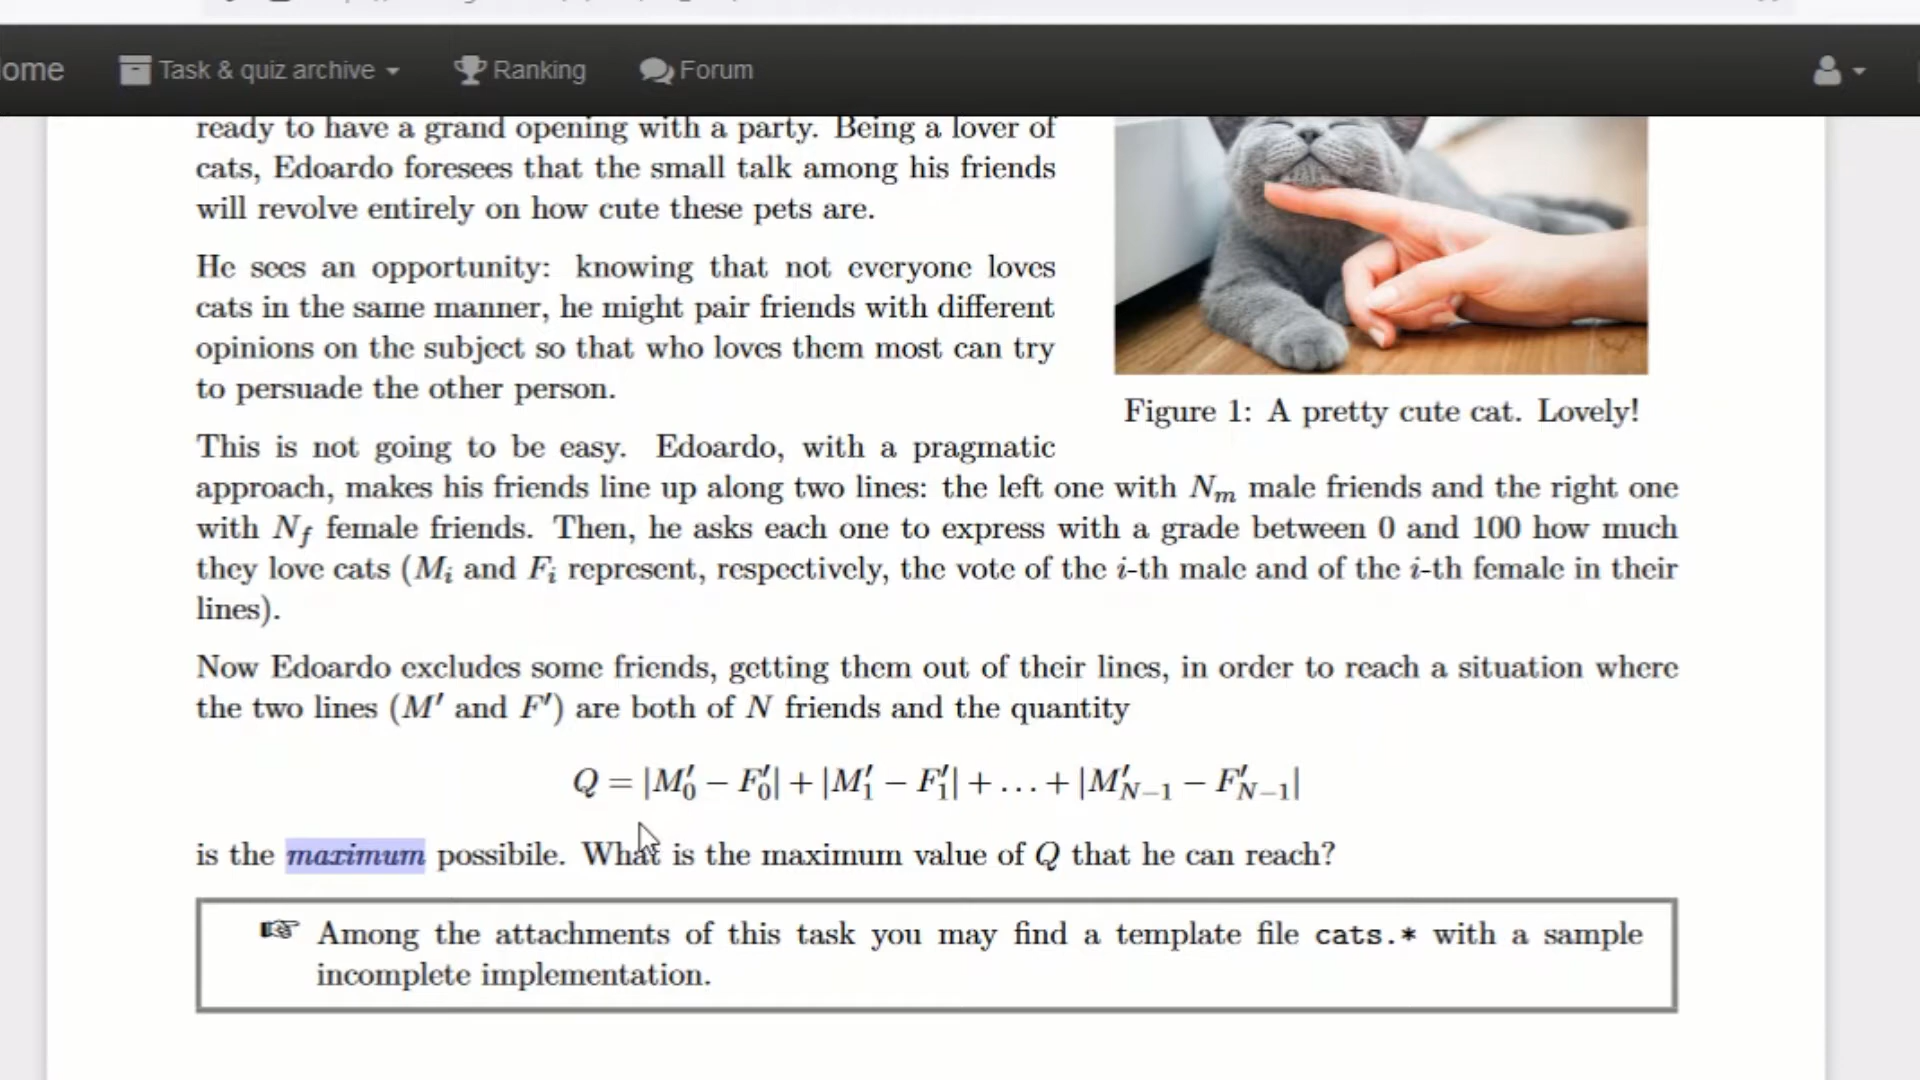 ome
Task & quiz archive
Ranking
Forum
ready to have a grand opening with a party. Being a lover of
cats, Edoardo foresees that the small talk among his friends
will revolve entirely on how cute these pets are.
He sees an opportunity: knowing that not everyone loves
cats in the same manner, he might pair friends with different
opinions on the subject so that who loves them most can try
to persuade the other person.
Figure 1: A pretty cute cat. Lovely!
This is not going to be easy. Edoardo, with a pragmatic
approach, makes his friends line up along two lines: the left one with Nₘ male friends and the right one
with N_f female friends. Then, he asks each one to express with a grade between 0 and 100 how much
they love cats (Mᵢ and Fᵢ represent, respectively, the vote of the i-th male and of the i-th female in their
lines).
Now Edoardo excludes some friends, getting them out of their lines, in order to reach a situation where
the two lines (M′ and F′) are both of N friends and the quantity
Q = |M′₀ − F′₀| + |M′₁ − F′₁| + … + |M′_{N−1} − F′_{N−1}|
is the maximum possibile. What is the maximum value of Q that he can reach?
☞ Among the attachments of this task you may find a template file cats.* with a sample
incomplete implementation.